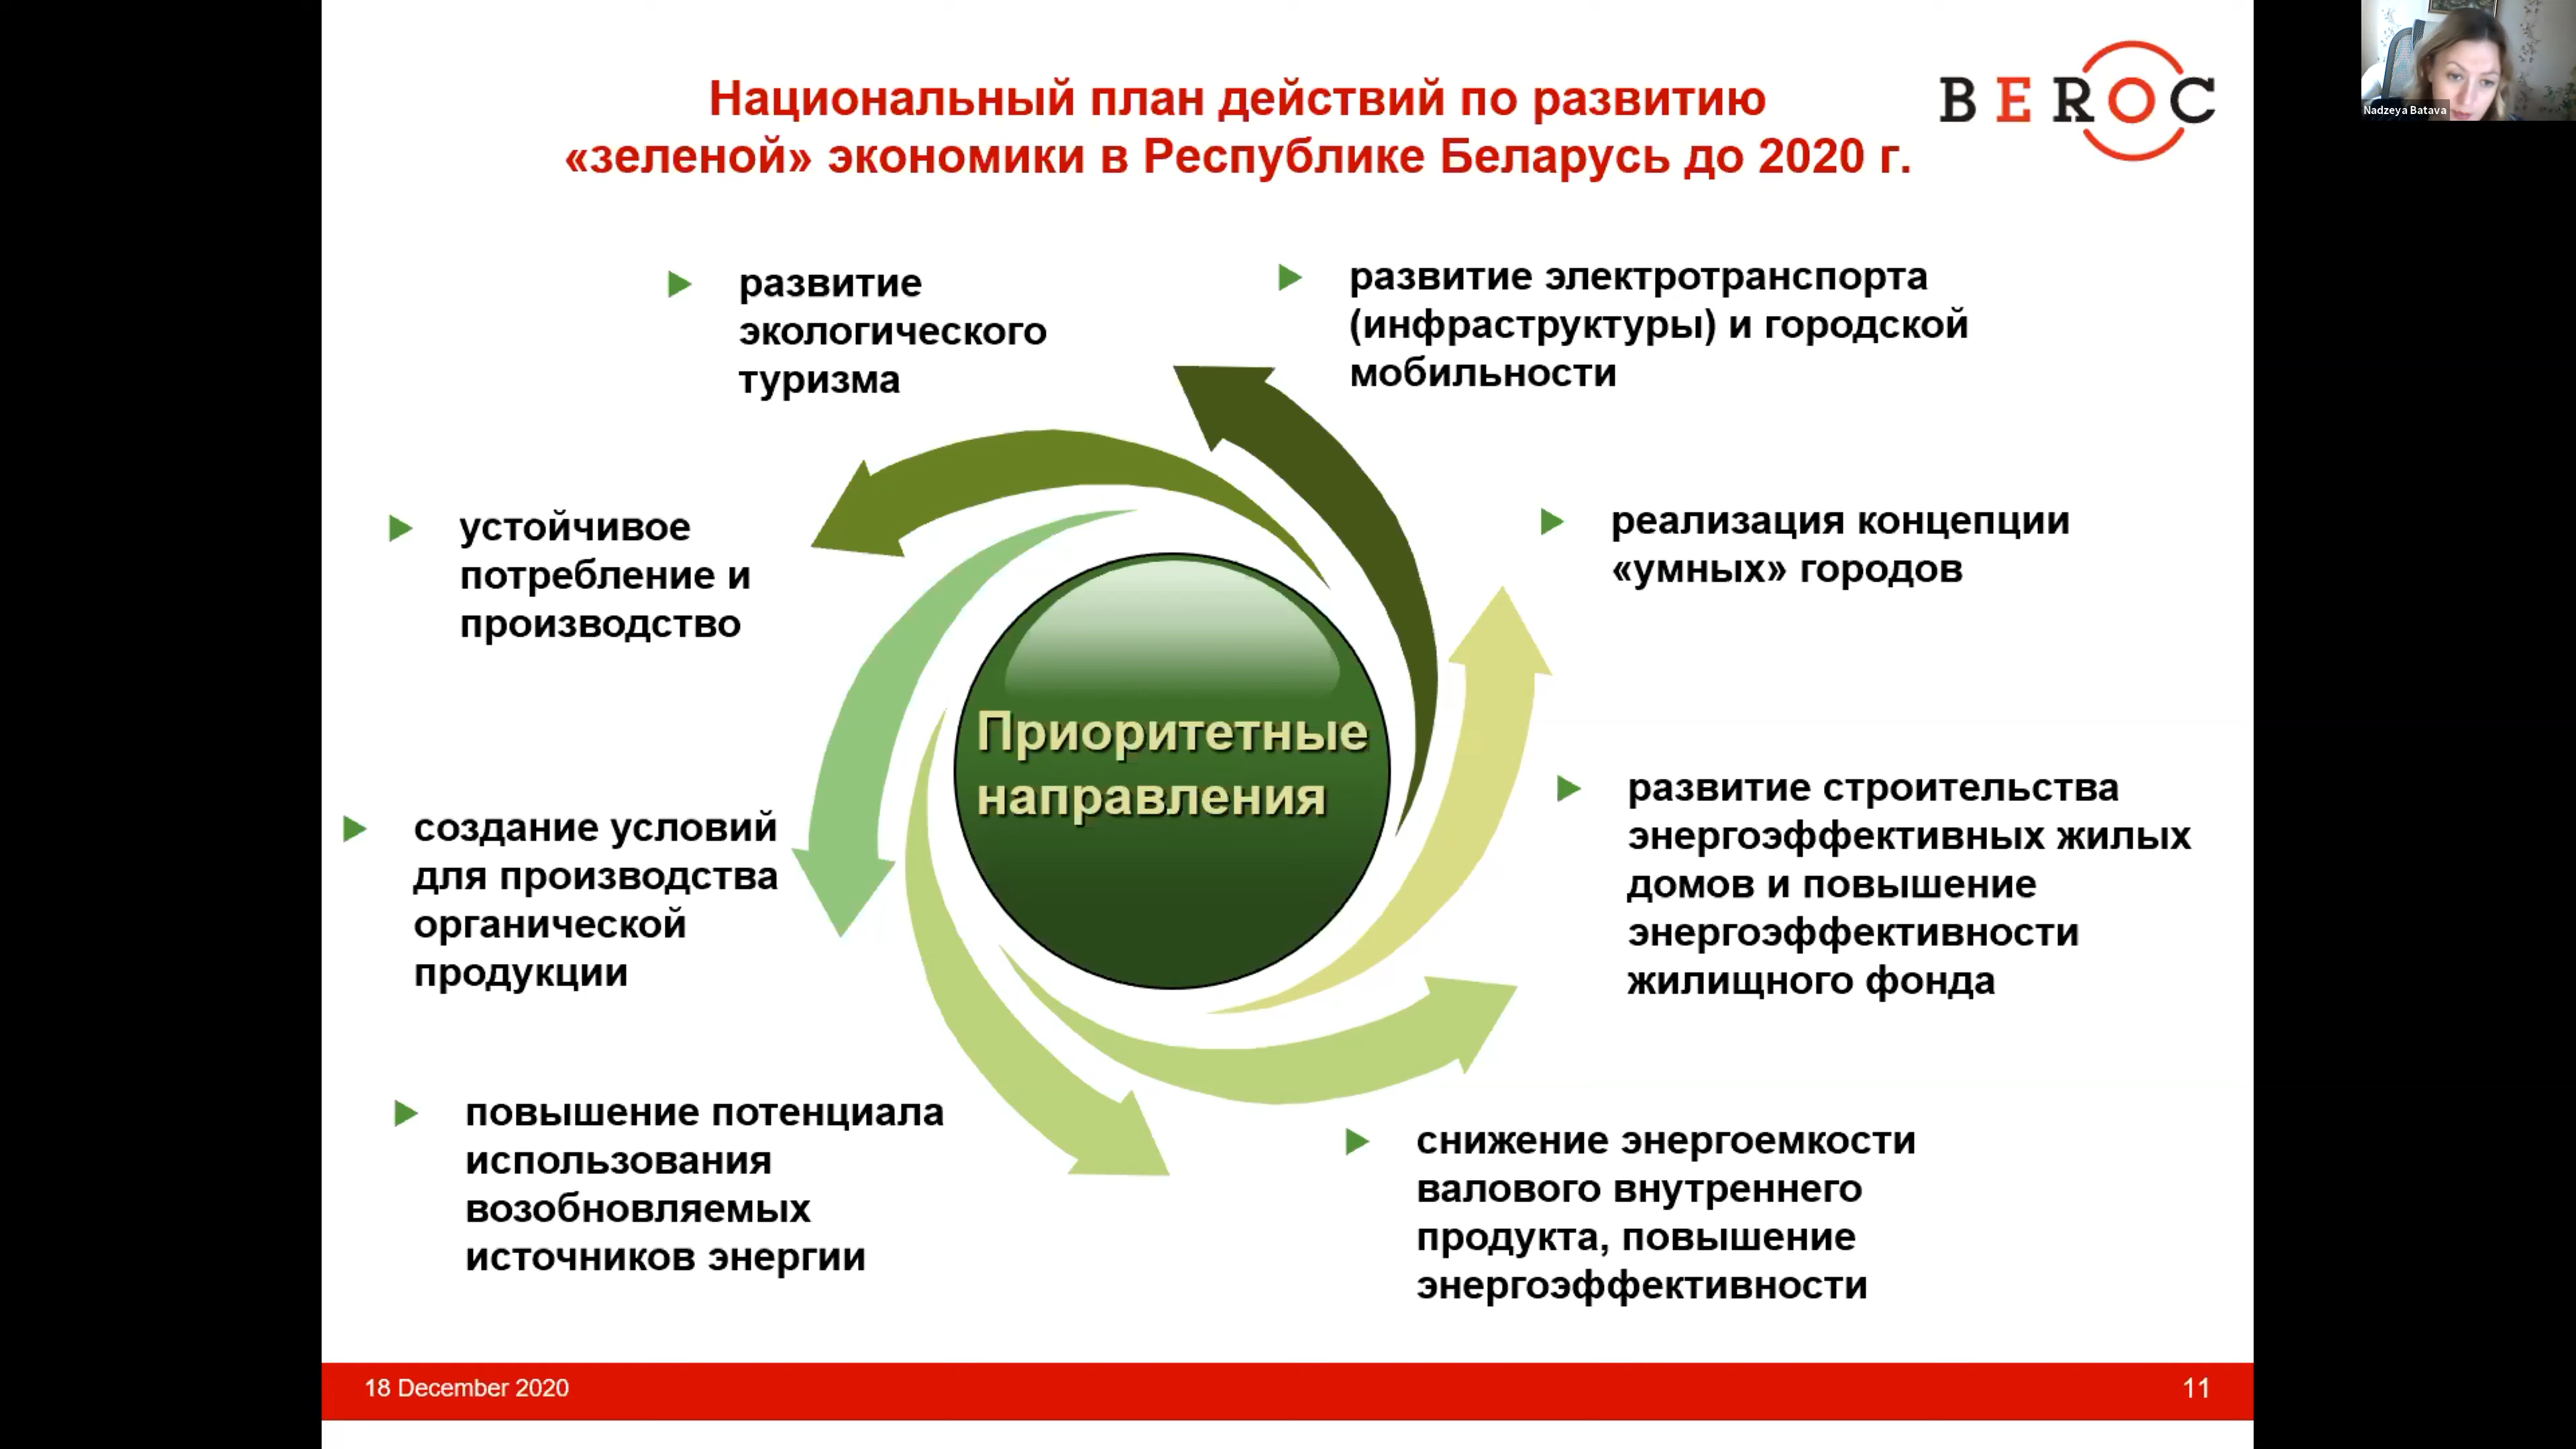 Национальный план действий по развитию
«зеленой» экономики в Республике Беларусь до 2020 г.
BEROC
Nadzeya Batava
развитие
экологического
туризма
развитие электротранспорта
(инфраструктуры) и городской
мобильности
устойчивое
потребление и
производство
реализация концепции
«умных» городов
Приоритетные
направления
создание условий
для производства
органической
продукции
развитие строительства
энергоэффективных жилых
домов и повышение
энергоэффективности
жилищного фонда
повышение потенциала
использования
возобновляемых
источников энергии
снижение энергоемкости
валового внутреннего
продукта, повышение
энергоэффективности
18 December 2020
11